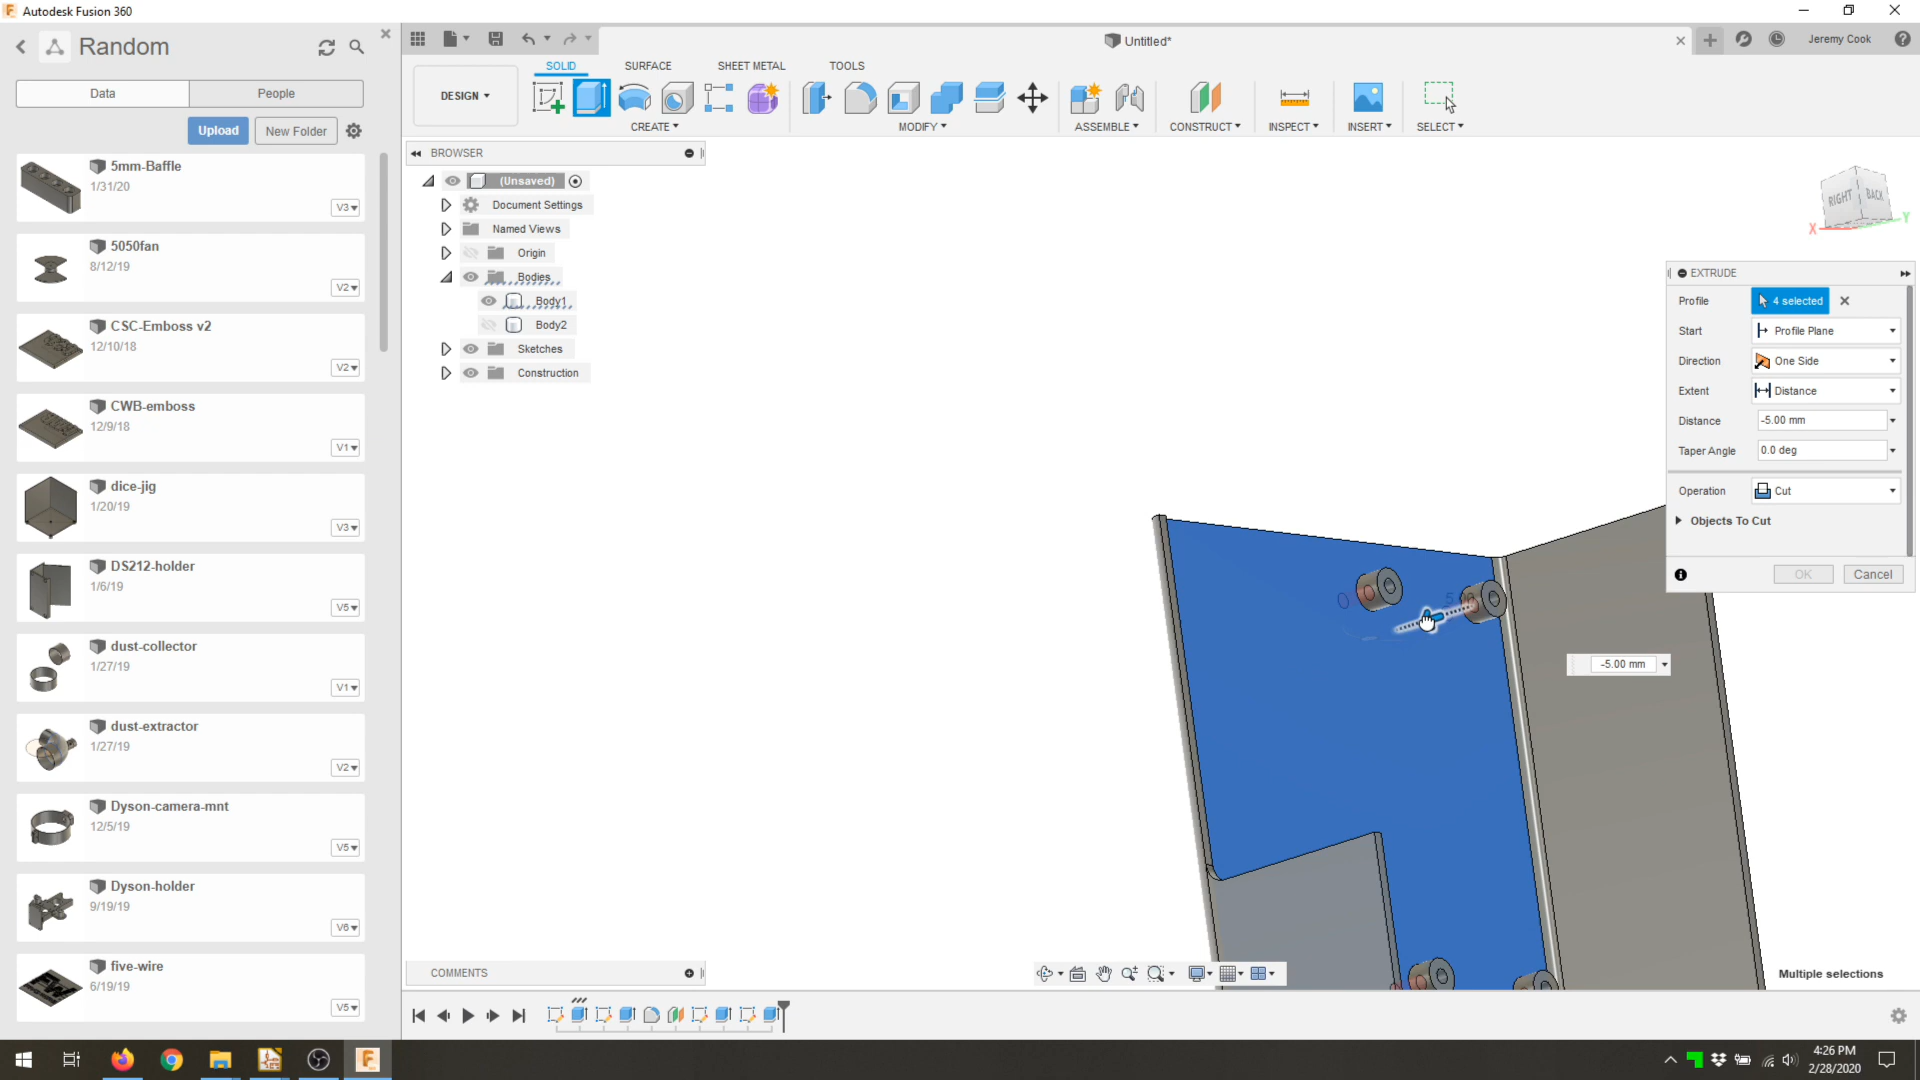 Autodesk Fusion 360
Random
Data
People
Upload
New Folder
5mm-Baffle
1/31/20
V3
5050fan
8/12/19
V2
CSC-Emboss v2
12/10/18
V2
CWB-emboss
12/9/18
V1
dice-jig
1/20/19
V3
DS212-holder
1/6/19
V5
dust-collector
1/27/19
V1
dust-extractor
1/27/19
V2
Dyson-camera-mnt
12/5/19
V5
Dyson-holder
9/19/19
V6
five-wire
6/19/19
V5
Untitled*
Jeremy Cook
DESIGN
SOLID
SURFACE
SHEET METAL
TOOLS
CREATE
MODIFY
ASSEMBLE
CONSTRUCT
INSPECT
INSERT
SELECT
BROWSER
(Unsaved)
Document Settings
Named Views
Origin
Bodies
Body1
Body2
Sketches
Construction
RIGHT
BACK
X
Y
EXTRUDE
Profile
4 selected
Start
Profile Plane
Direction
One Side
Extent
Distance
Distance
-5.00 mm
Taper Angle
0.0 deg
Operation
Cut
Objects To Cut
OK
Cancel
-5.00 mm
COMMENTS
Multiple selections
4:26 PM
2/28/2020